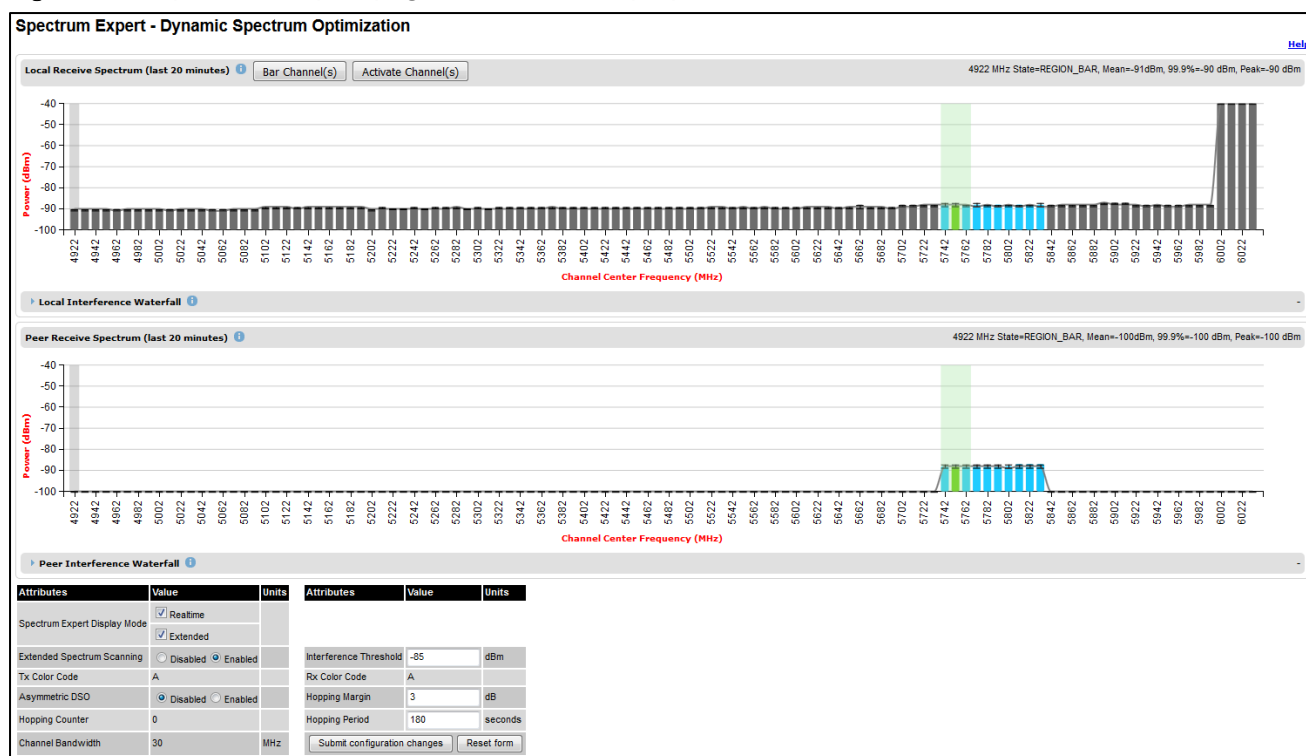 Spectrum Expert - Dynamic Spectrum Optimization
Help
Local Receive Spectrum (last 20 minutes) i Bar Channel(s) Activate Channel(s) 4922 MHz State=REGION_BAR, Mean=-91dBm, 99.9%=-90 dBm, Peak=-90 dBm
Power (dBm)
-40
-50
-60
-70
-80
-90
-100
4922 4942 4962 4982 5002 5022 5042 5062 5082 5102 5122 5142 5162 5182 5202 5222 5242 5262 5282 5302 5322 5342 5362 5382 5402 5422 5442 5462 5482 5502 5522 5542 5562 5582 5602 5622 5642 5662 5682 5702 5722 5742 5762 5782 5802 5822 5842 5862 5882 5902 5922 5942 5962 5982 6002 6022
Channel Center Frequency (MHz)
Local Interference Waterfall i -
Peer Receive Spectrum (last 20 minutes) i 4922 MHz State=REGION_BAR, Mean=-100dBm, 99.9%=-100 dBm, Peak=-100 dBm
Power (dBm)
-40
-50
-60
-70
-80
-90
-100
4922 4942 4962 4982 5002 5022 5042 5062 5082 5102 5122 5142 5162 5182 5202 5222 5242 5262 5282 5302 5322 5342 5362 5382 5402 5422 5442 5462 5482 5502 5522 5542 5562 5582 5602 5622 5642 5662 5682 5702 5722 5742 5762 5782 5802 5822 5842 5862 5882 5902 5922 5942 5962 5982 6002 6022
Channel Center Frequency (MHz)
Peer Interference Waterfall i -
Attributes Value Units Attributes Value Units
Spectrum Expert Display Mode Realtime
Extended
Extended Spectrum Scanning Disabled Enabled Interference Threshold -85 dBm
Tx Color Code A Rx Color Code A
Asymmetric DSO Disabled Enabled Hopping Margin 3 dB
Hopping Counter 0 Hopping Period 180 seconds
Channel Bandwidth 30 MHz Submit configuration changes Reset form